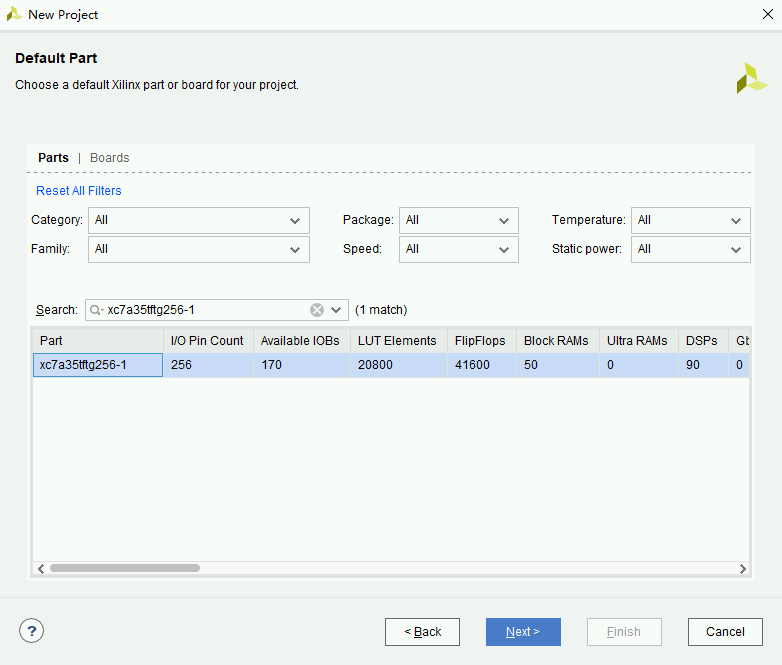 New Project
Default Part
Choose a default Xilinx part or board for your project.
Parts | Boards
Reset All Filters
Category: All Package: All Temperature: All
Family: All Speed: All Static power: All
Search: xc7a35tftg256-1 (1 match)
Part I/O Pin Count Available IOBs LUT Elements FlipFlops Block RAMs Ultra RAMs DSPs Gb
xc7a35tftg256-1 256 170 20800 41600 50 0 90 0
? < Back Next > Finish Cancel